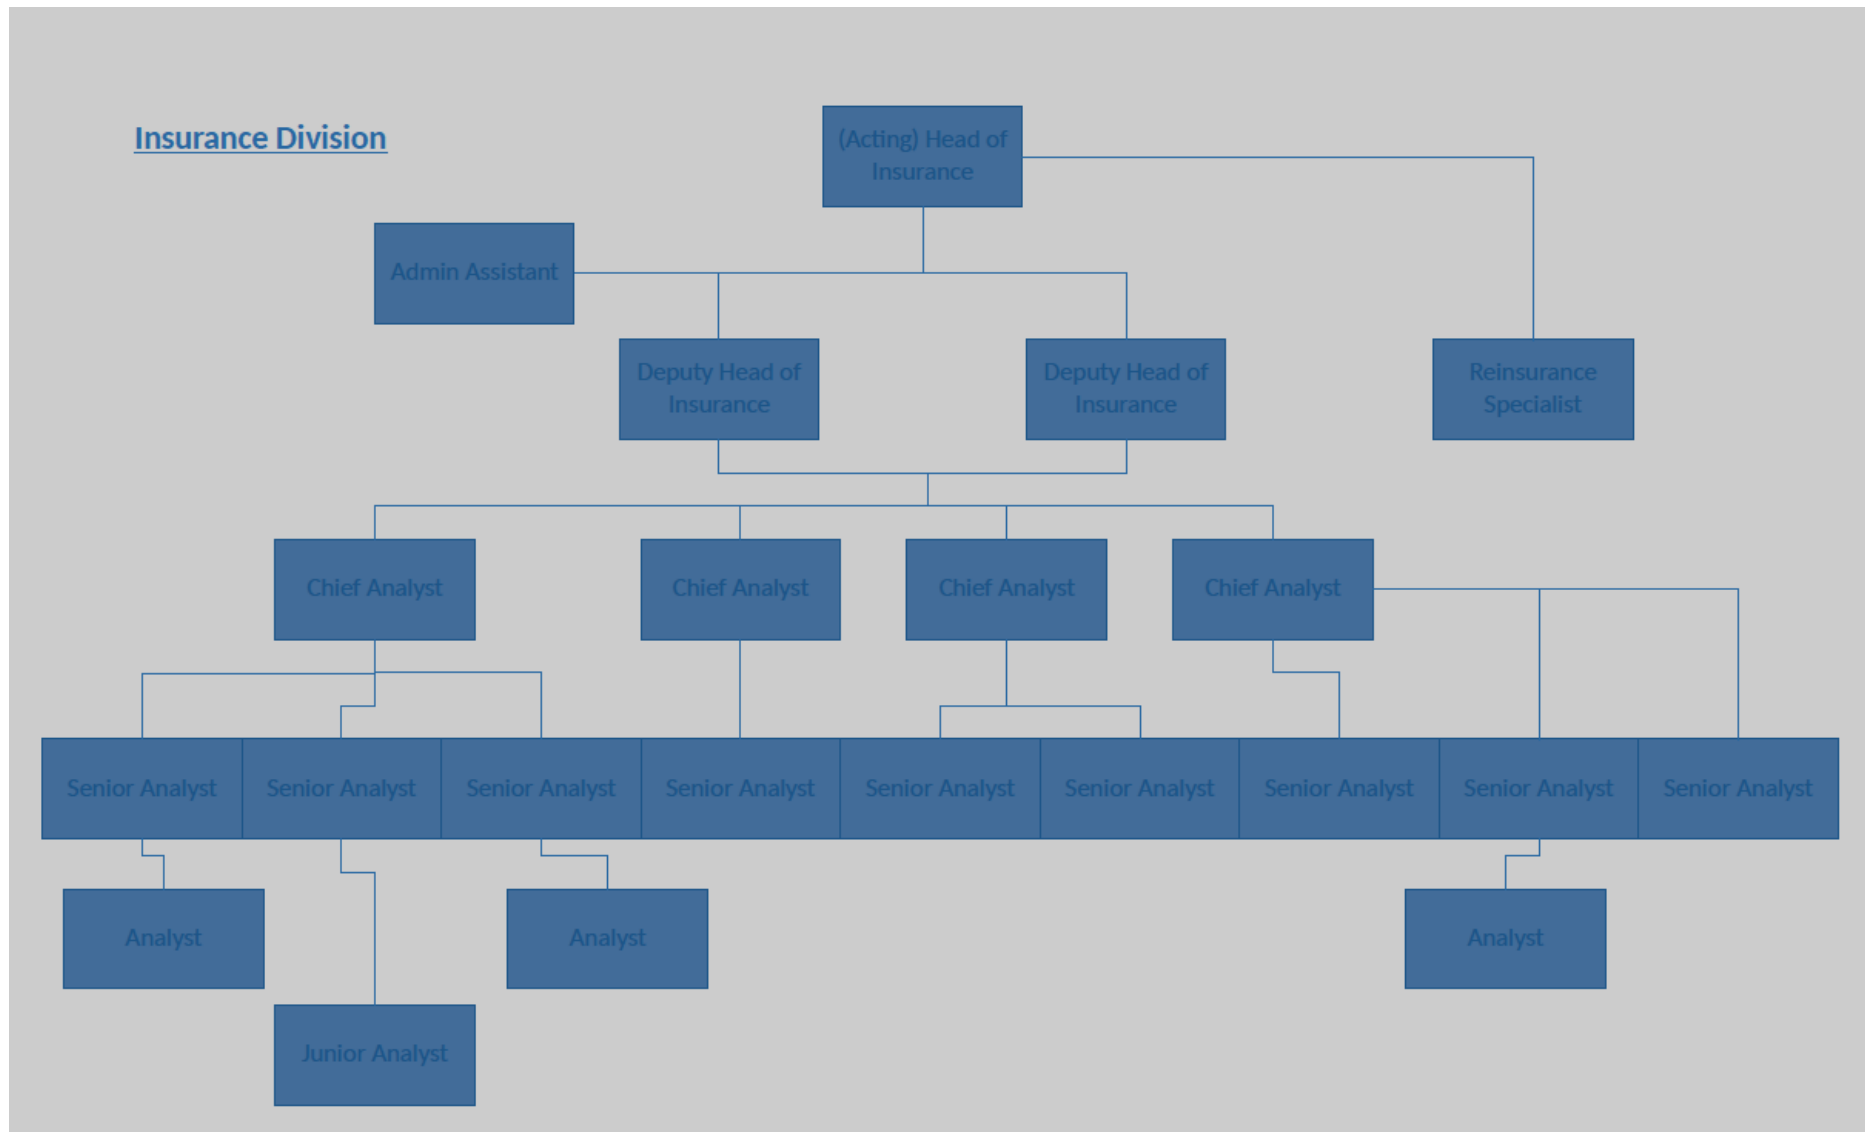 Insurance Division
(Acting) Head of
Insurance
Admin Assistant
Deputy Head of
Insurance
Deputy Head of
Insurance
Reinsurance
Specialist
Chief Analyst
Chief Analyst
Chief Analyst
Chief Analyst
Senior Analyst
Senior Analyst
Senior Analyst
Senior Analyst
Senior Analyst
Senior Analyst
Senior Analyst
Senior Analyst
Senior Analyst
Analyst
Analyst
Analyst
Junior Analyst